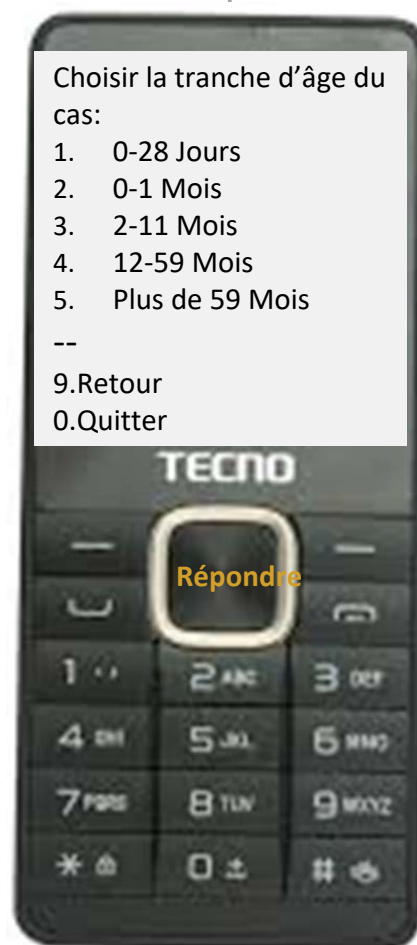 Choisir la tranche d’âge du
cas:
1. 0-28 Jours
2. 0-1 Mois
3. 2-11 Mois
4. 12-59 Mois
5. Plus de 59 Mois
--
9.Retour
0.Quitter
TECNO
Répondre
1
2 ABC 3 DEF
4 GHI 5 JKL 6 MNO
7 PQRS 8 TUV 9 WXYZ
* 0 #